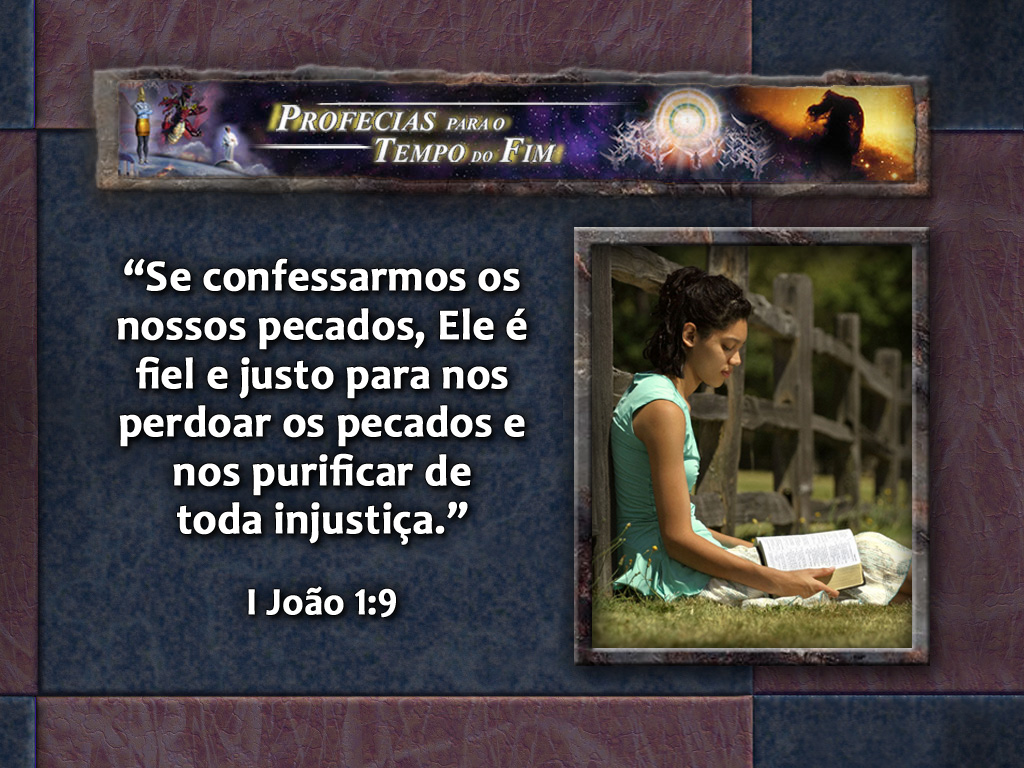 PROFECIAS PARA O
TEMPO DO FIM
“Se confessarmos os
nossos pecados, Ele é
fiel e justo para nos
perdoar os pecados e
nos purificar de
toda injustiça.”
I João 1:9